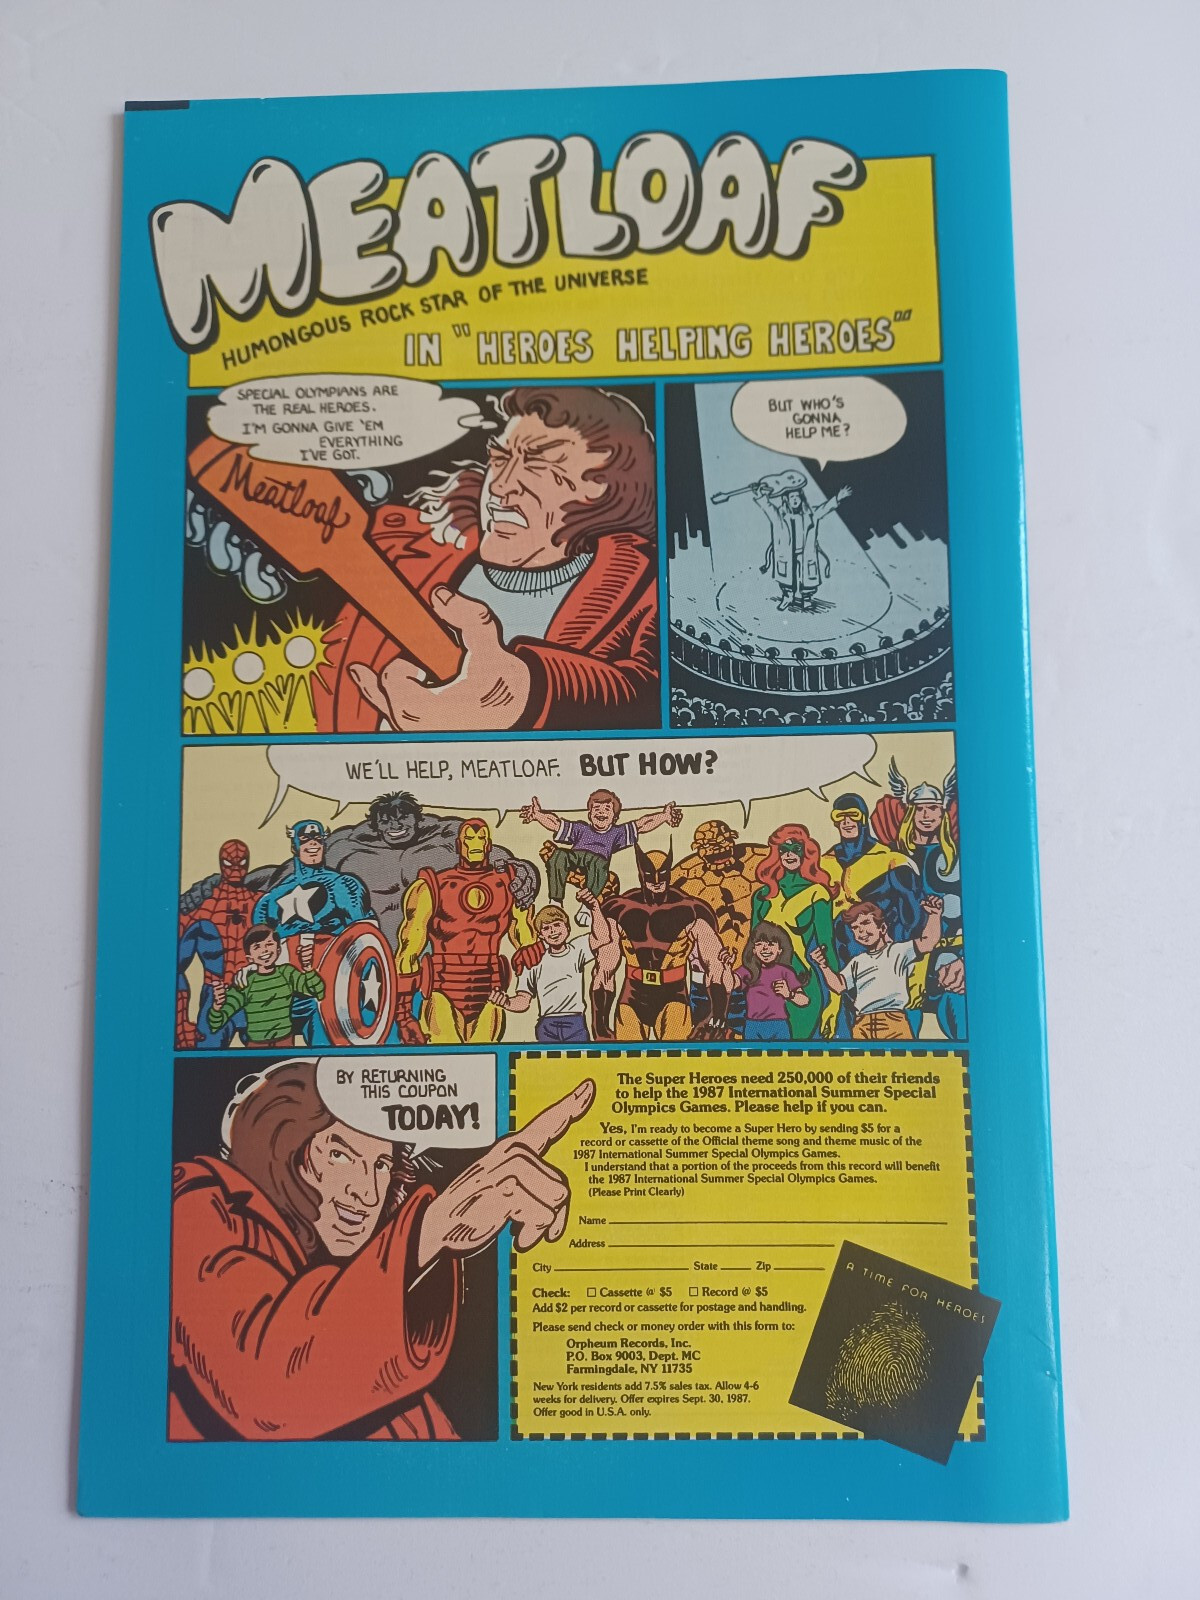 MEATLOAF
HUMONGOUS ROCK STAR OF THE UNIVERSE
IN "HEROES HELPING HEROES"
SPECIAL OLYMPIANS ARE
THE REAL HEROES.
I'M GONNA GIVE 'EM
EVERYTHING
I'VE GOT.
Meatloaf
BUT WHO'S
GONNA
HELP ME?
WE'LL HELP, MEATLOAF. BUT HOW?
BY RETURNING
THIS COUPON
TODAY!
The Super Heroes need 250,000 of their friends
to help the 1987 International Summer Special
Olympics Games. Please help if you can.
Yes, I'm ready to become a Super Hero by sending $5 for a
record or cassette of the Official theme song and theme music of the
1987 International Summer Special Olympics Games.
I understand that a portion of the proceeds from this record will benefit
the 1987 International Summer Special Olympics Games.
(Please Print Clearly)
Name
Address
City State Zip
Check: ☐ Cassette @ $5 ☐ Record @ $5
Add $2 per record or cassette for postage and handling.
Please send check or money order with this form to:
Orpheum Records, Inc.
P.O. Box 9003, Dept. MC
Farmingdale, NY 11735
New York residents add 7.5% sales tax. Allow 4-6
weeks for delivery. Offer expires Sept. 30, 1987.
Offer good in U.S.A. only.
A TIME FOR HEROES